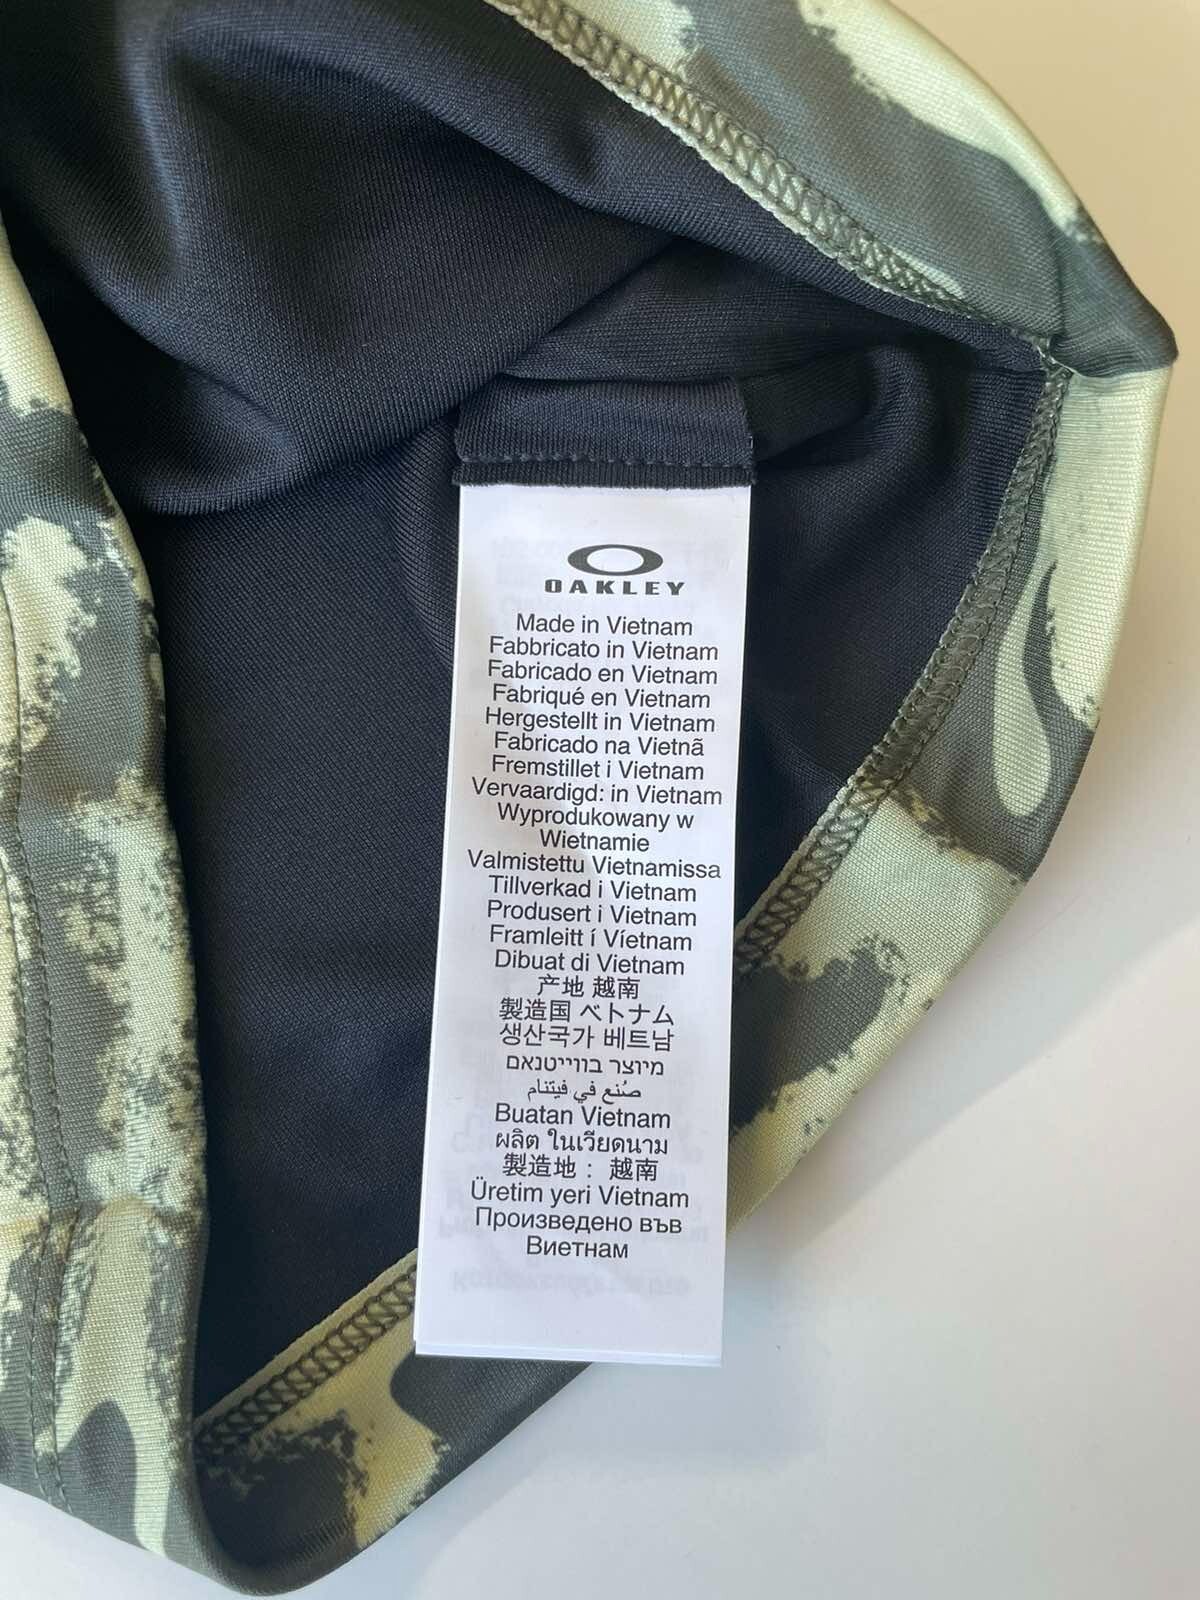 OAKLEY
Made in Vietnam
Fabbricato in Vietnam
Fabricado en Vietnam
Fabriqué en Vietnam
Hergestellt in Vietnam
Fabricado na Vietnã
Fremstillet i Vietnam
Vervaardigd: in Vietnam
Wyprodukowany w
Wietnamie
Valmistettu Vietnamissa
Tillverkad i Vietnam
Produsert i Vietnam
Framleitt í Víetnam
Dibuat di Vietnam
产地 越南
製造国 ベトナム
생산국가 베트남
מיוצר בווייטנאם
صُنع في فيتنام
Buatan Vietnam
ผลิต ในเวียดนาม
製造地： 越南
Üretim yeri Vietnam
Произведено във
Виетнам